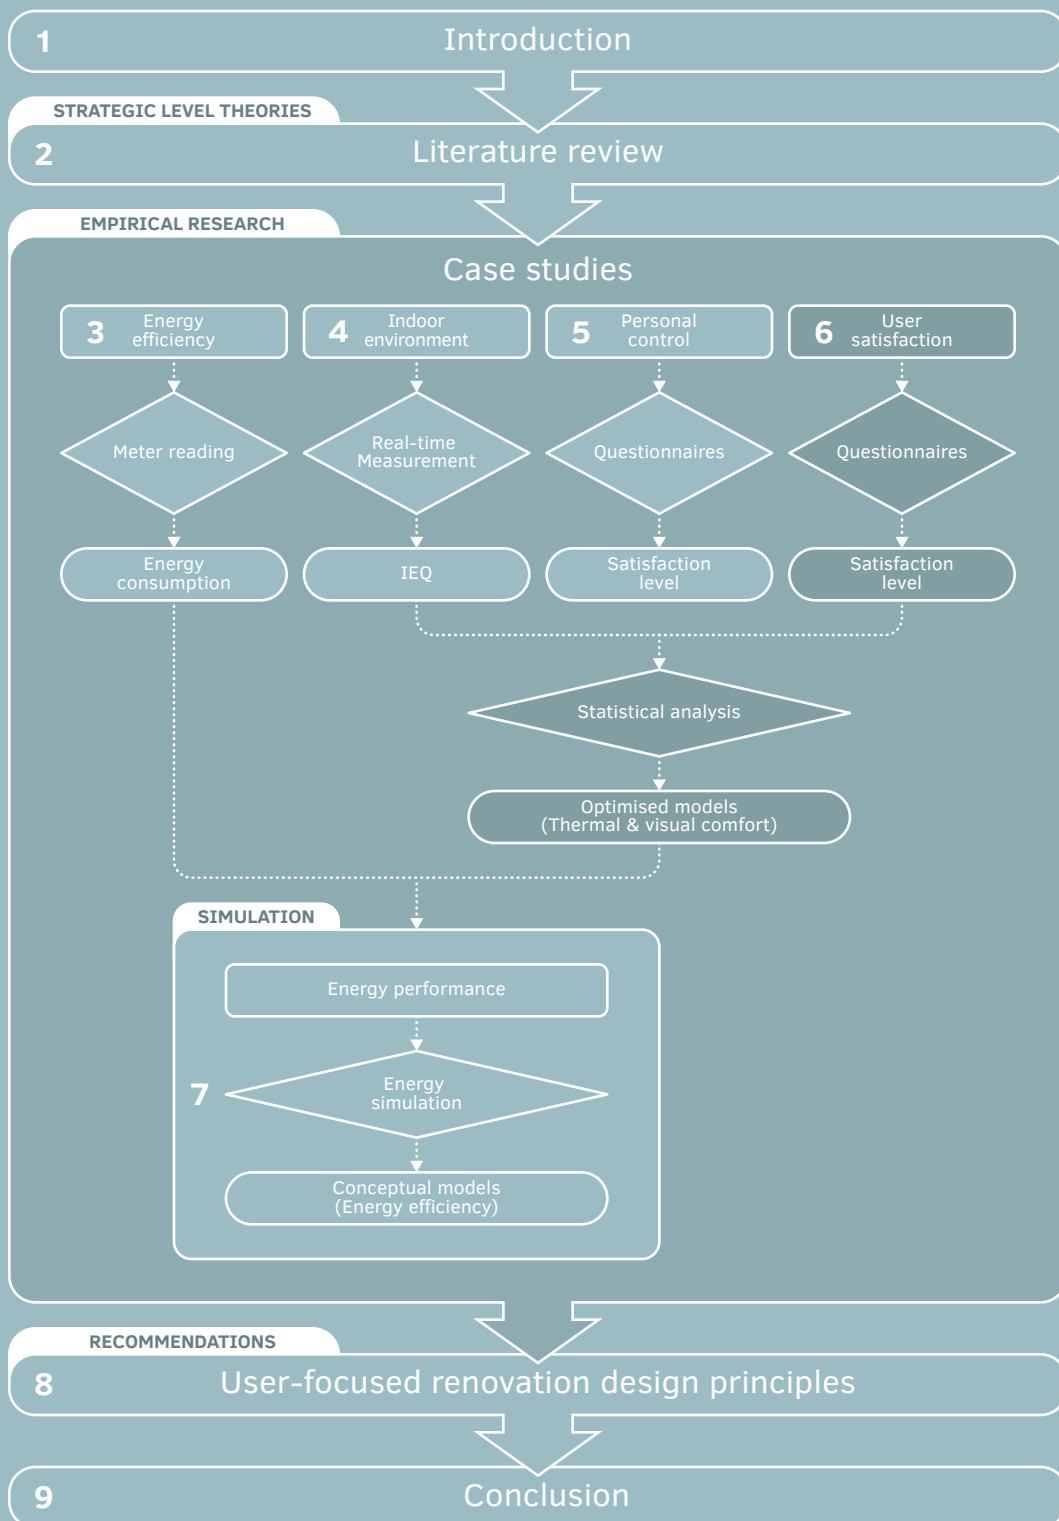 1 Introduction
STRATEGIC LEVEL THEORIES
2 Literature review
EMPIRICAL RESEARCH
Case studies
3 Energy
efficiency
4 Indoor
environment
5 Personal
control
6 User
satisfaction
Meter reading
Real-time
Measurement
Questionnaires
Questionnaires
Energy
consumption
IEQ
Satisfaction
level
Satisfaction
level
Statistical analysis
Optimised models
(Thermal & visual comfort)
SIMULATION
Energy performance
7 Energy
simulation
Conceptual models
(Energy efficiency)
RECOMMENDATIONS
8 User-focused renovation design principles
9 Conclusion